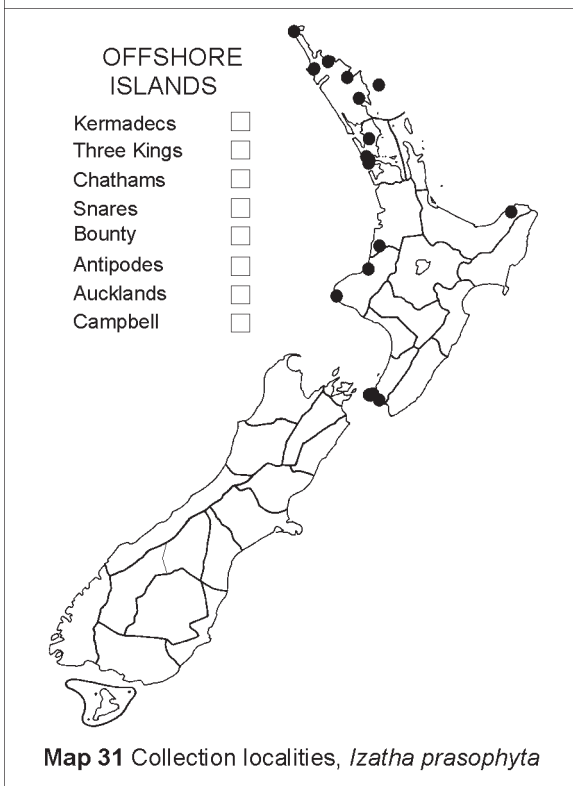 OFFSHORE
ISLANDS
Kermadecs
Three Kings
Chathams
Snares
Bounty
Antipodes
Aucklands
Campbell
Map 31 Collection localities, Izatha prasophyta